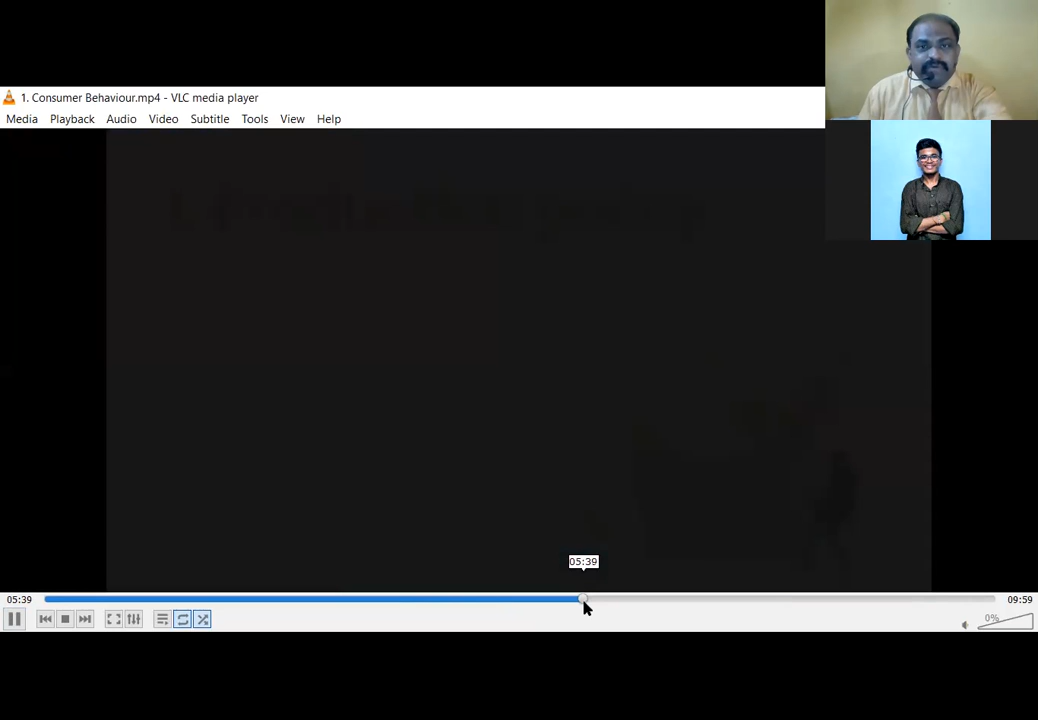 1. Consumer Behaviour.mp4 - VLC media player
Media Playback Audio Video Subtitle Tools View Help
05:39
05:39
09:59
0%